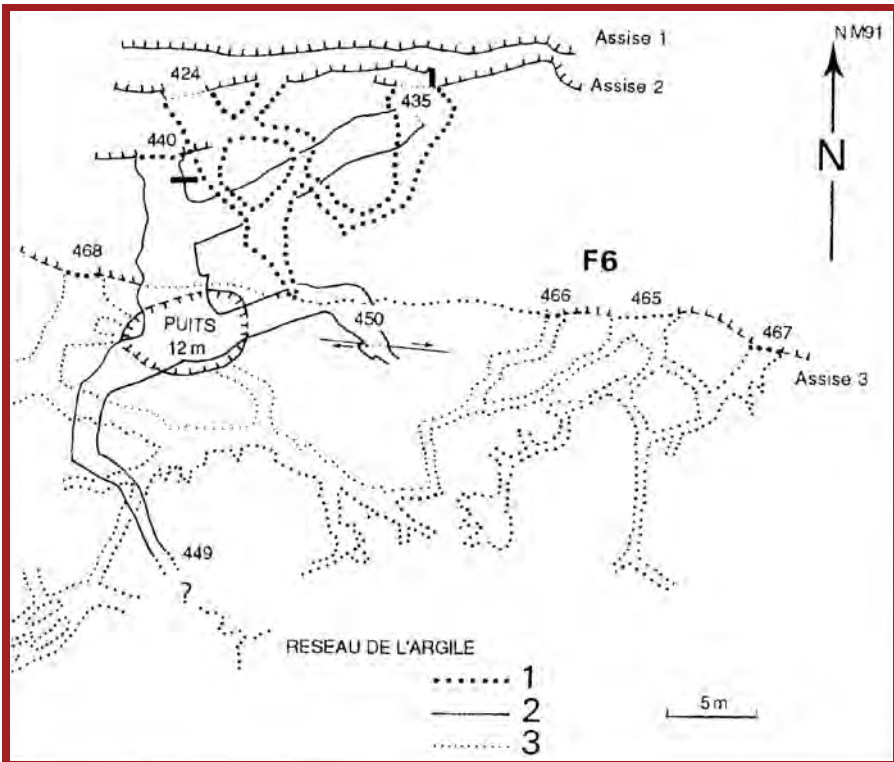 Assise 1
N M91
424
Assise 2
435
440
N
468
F6
466
465
PUITS
12 m
450
467
Assise 3
449
?
RESEAU DE L'ARGILE
1
2
3
5 m